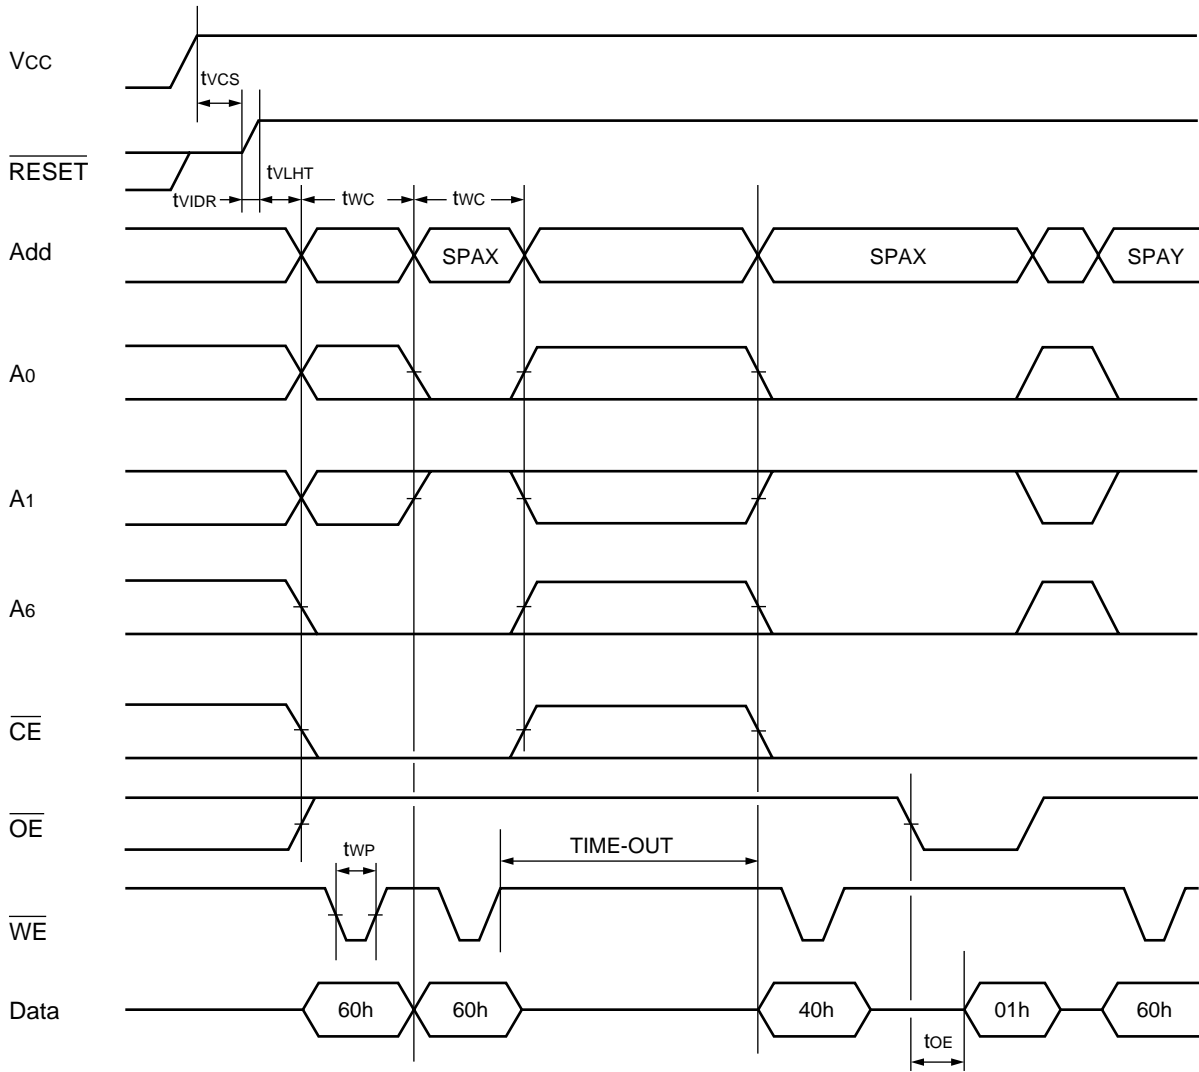 VCC
tVCS
RESET
tVLHT
tVIDR
tWC
tWC
Add
SPAX
SPAX
SPAY
A0
A1
A6
CE
OE
tWP
TIME-OUT
WE
Data
60h
60h
40h
01h
60h
tOE